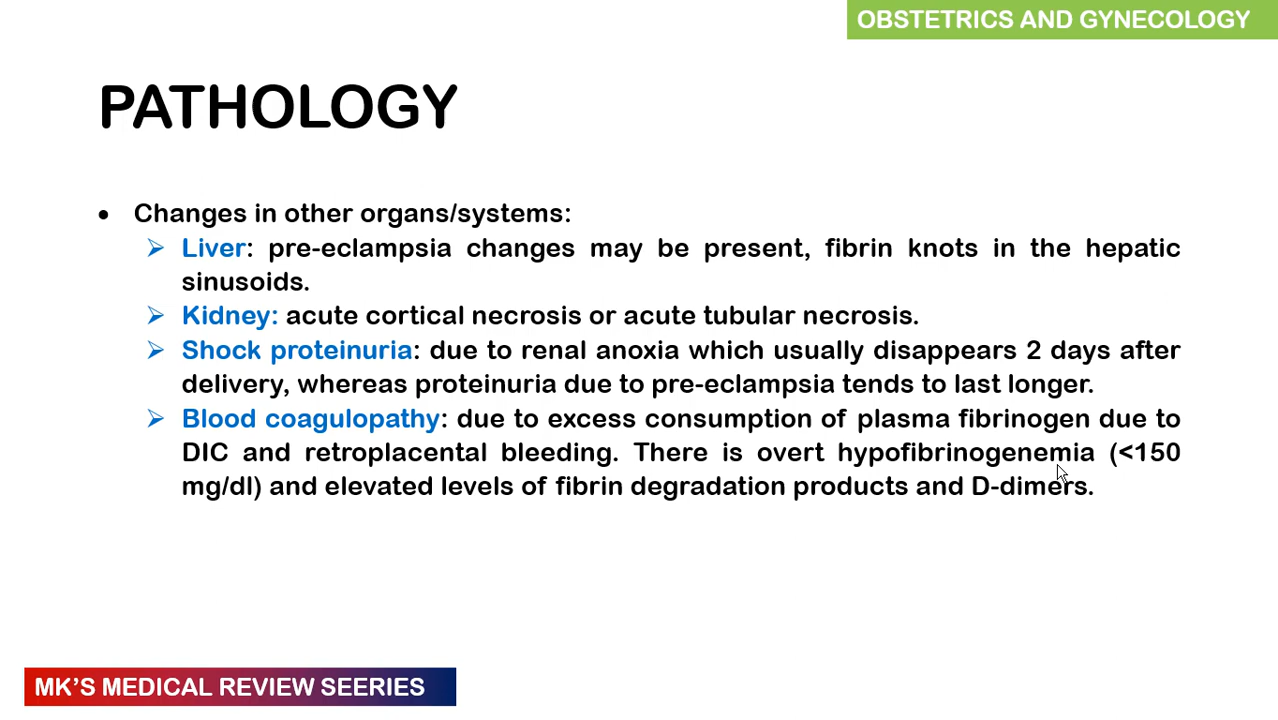 OBSTETRICS AND GYNECOLOGY
PATHOLOGY
• Changes in other organs/systems:
➢ Liver: pre-eclampsia changes may be present, fibrin knots in the hepatic
sinusoids.
➢ Kidney: acute cortical necrosis or acute tubular necrosis.
➢ Shock proteinuria: due to renal anoxia which usually disappears 2 days after
delivery, whereas proteinuria due to pre-eclampsia tends to last longer.
➢ Blood coagulopathy: due to excess consumption of plasma fibrinogen due to
DIC and retroplacental bleeding. There is overt hypofibrinogenemia (<150
mg/dl) and elevated levels of fibrin degradation products and D-dimers.
MK'S MEDICAL REVIEW SEERIES